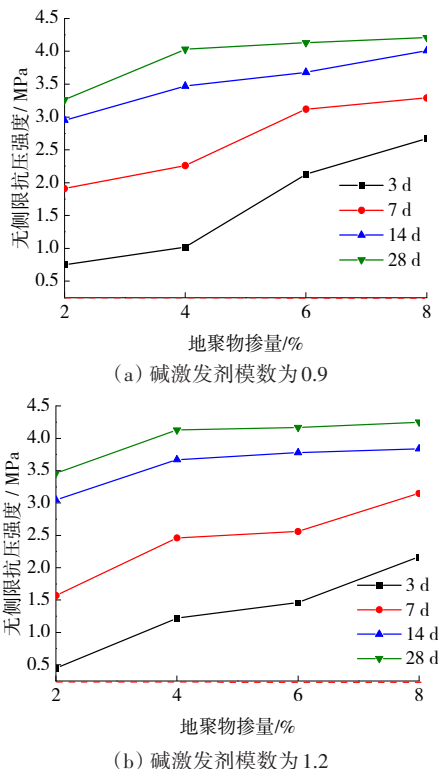 4.5
4.0
3.5
3.0
2.5
2.0
1.5
1.0
0.5
无侧限抗压强度/ MPa
3 d
7 d
14 d
28 d
2 4 6 8
地聚物掺量/%
（a）碱激发剂模数为0.9
4.5
4.0
3.5
3.0
2.5
2.0
1.5
1.0
0.5
无侧限抗压强度 / MPa
3 d
7 d
14 d
28 d
2 4 6 8
地聚物掺量/%
（b）碱激发剂模数为1.2